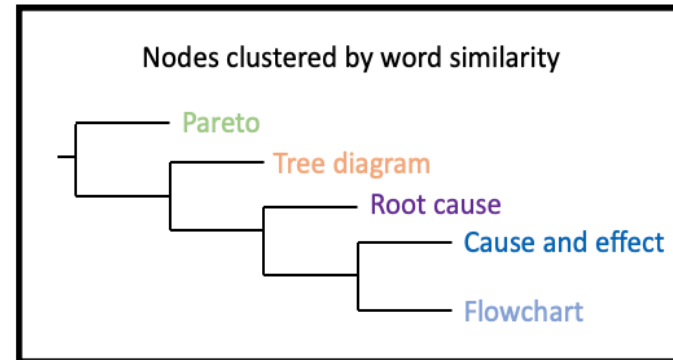 Nodes clustered by word similarity
Pareto
Tree diagram
Root cause
Cause and effect
Flowchart